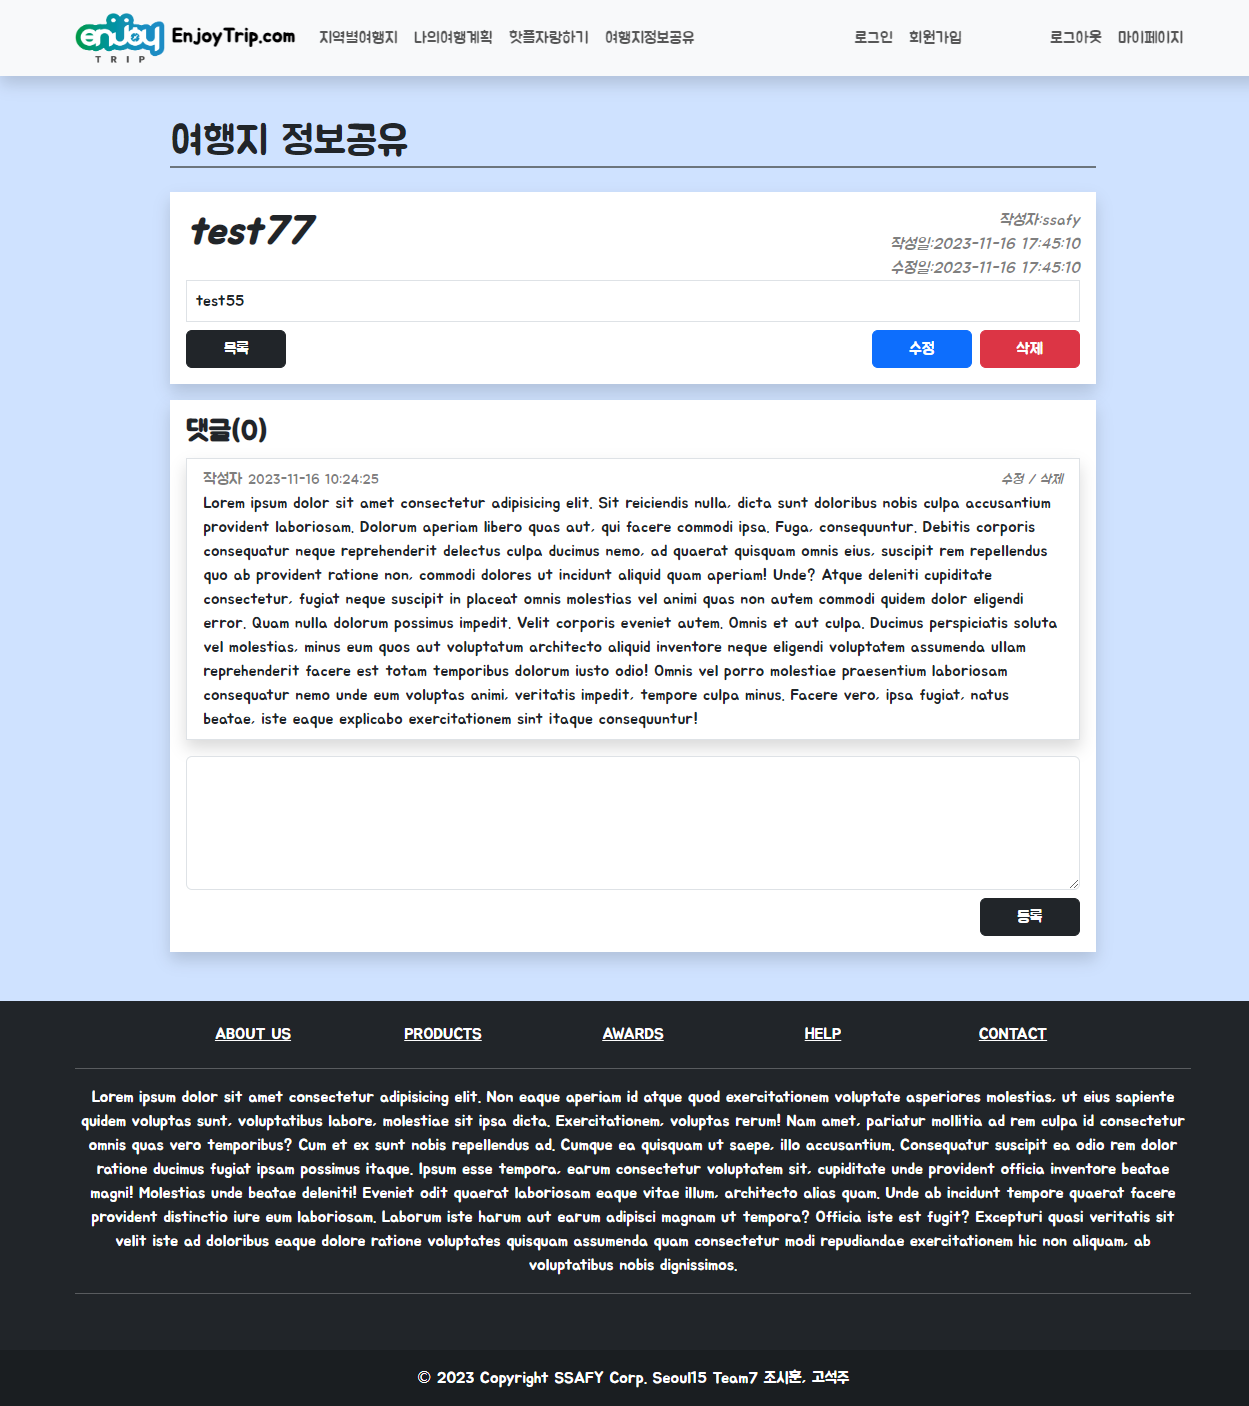 enjoy TRIP EnjoyTrip.com 지역별여행지 나의여행계획 핫플자랑하기 여행지정보공유 로그인 회원가입 로그아웃 마이페이지
여행지 정보공유
test77
작성자:ssafy
작성일:2023-11-16 17:45:10
수정일:2023-11-16 17:45:10
test55
목록 수정 삭제
댓글(0)
작성자 2023-11-16 10:24:25 수정 / 삭제
Lorem ipsum dolor sit amet consectetur adipisicing elit. Sit reiciendis nulla, dicta sunt doloribus nobis culpa accusantium
provident laboriosam. Dolorum aperiam libero quas aut, qui facere commodi ipsa. Fuga, consequuntur. Debitis corporis
consequatur neque reprehenderit delectus culpa ducimus nemo, ad quaerat quisquam omnis eius, suscipit rem repellendus
quo ab provident ratione non, commodi dolores ut incidunt aliquid quam aperiam! Unde? Atque deleniti cupiditate
consectetur, fugiat neque suscipit in placeat omnis molestias vel animi quas non autem commodi quidem dolor eligendi
error. Quam nulla dolorum possimus impedit. Velit corporis eveniet autem. Omnis et aut culpa. Ducimus perspiciatis soluta
vel molestias, minus eum quos aut voluptatum architecto aliquid inventore neque eligendi voluptatem assumenda ullam
reprehenderit facere est totam temporibus dolorum iusto odio! Omnis vel porro molestiae praesentium laboriosam
consequatur nemo unde eum voluptas animi, veritatis impedit, tempore culpa minus. Facere vero, ipsa fugiat, natus
beatae, iste eaque explicabo exercitationem sint itaque consequuntur!
등록
ABOUT US PRODUCTS AWARDS HELP CONTACT
Lorem ipsum dolor sit amet consectetur adipisicing elit. Non eaque aperiam id atque quod exercitationem voluptate asperiores molestias, ut eius sapiente
quidem voluptas sunt, voluptatibus labore, molestiae sit ipsa dicta. Exercitationem, voluptas rerum! Nam amet, pariatur mollitia ad rem culpa id consectetur
omnis quas vero temporibus? Cum et ex sunt nobis repellendus ad. Cumque ea quisquam ut saepe, illo accusantium. Consequatur suscipit ea odio rem dolor
ratione ducimus fugiat ipsam possimus itaque. Ipsum esse tempora, earum consectetur voluptatem sit, cupiditate unde provident officia inventore beatae
magni! Molestias unde beatae deleniti! Eveniet odit quaerat laboriosam eaque vitae illum, architecto alias quam. Unde ab incidunt tempore quaerat facere
provident distinctio iure eum laboriosam. Laborum iste harum aut earum adipisci magnam ut tempora? Officia iste est fugit? Excepturi quasi veritatis sit
velit iste ad doloribus eaque dolore ratione voluptates quisquam assumenda quam consectetur modi repudiandae exercitationem hic non aliquam, ab
voluptatibus nobis dignissimos.
© 2023 Copyright SSAFY Corp. Seoul15 Team7 조시훈, 고석주